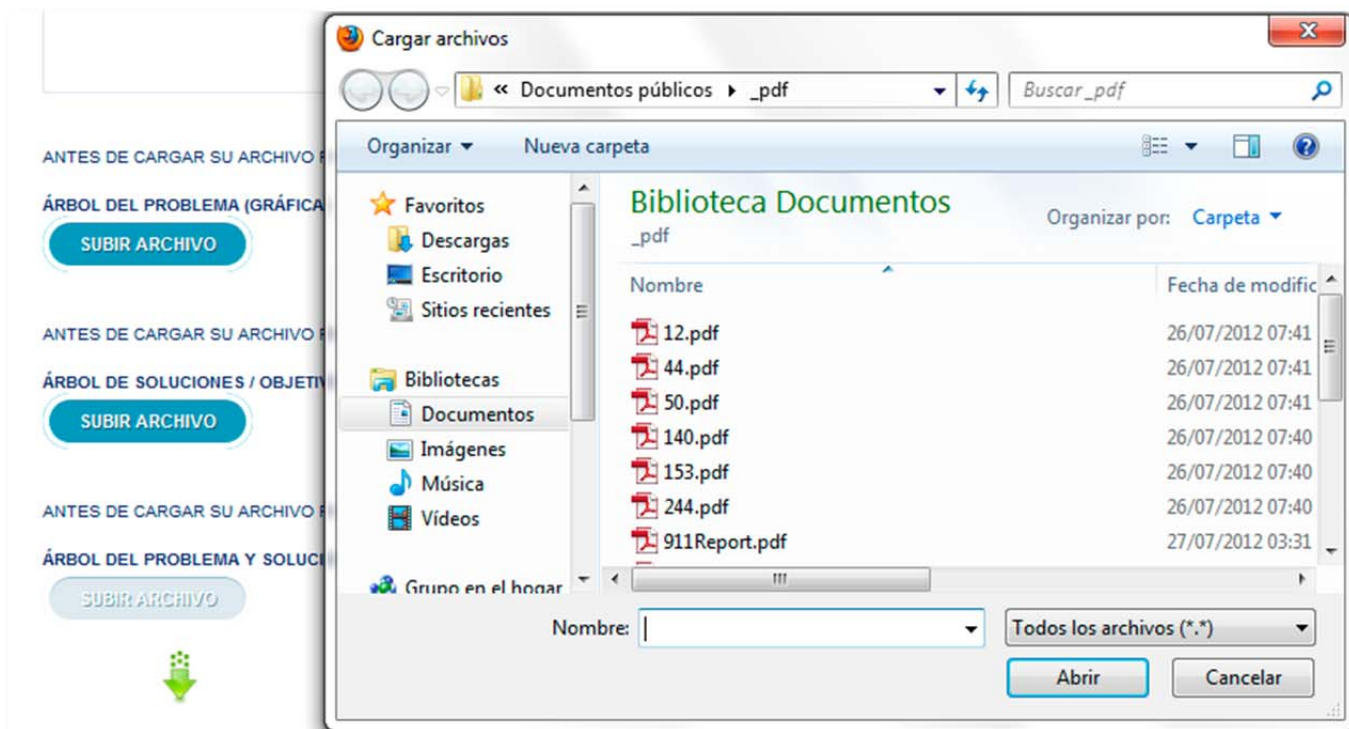 ANTES DE CARGAR SU ARCHIVO
ÁRBOL DEL PROBLEMA (GRÁFICA
SUBIR ARCHIVO
ANTES DE CARGAR SU ARCHIVO
ÁRBOL DE SOLUCIONES / OBJETIV
SUBIR ARCHIVO
ANTES DE CARGAR SU ARCHIVO
ÁRBOL DEL PROBLEMA Y SOLUCI
SUBIR ARCHIVO
Cargar archivos
« Documentos públicos _pdf
Buscar _pdf
Organizar Nueva carpeta
Favoritos
Descargas
Escritorio
Sitios recientes
Bibliotecas
Documentos
Imágenes
Música
Vídeos
Grupo en el hogar
Biblioteca Documentos
_pdf
Organizar por: Carpeta
Nombre Fecha de modific
12.pdf 26/07/2012 07:41
44.pdf 26/07/2012 07:41
50.pdf 26/07/2012 07:41
140.pdf 26/07/2012 07:40
153.pdf 26/07/2012 07:40
244.pdf 26/07/2012 07:40
911Report.pdf 27/07/2012 03:31
Nombre: Todos los archivos (*.*)
Abrir Cancelar